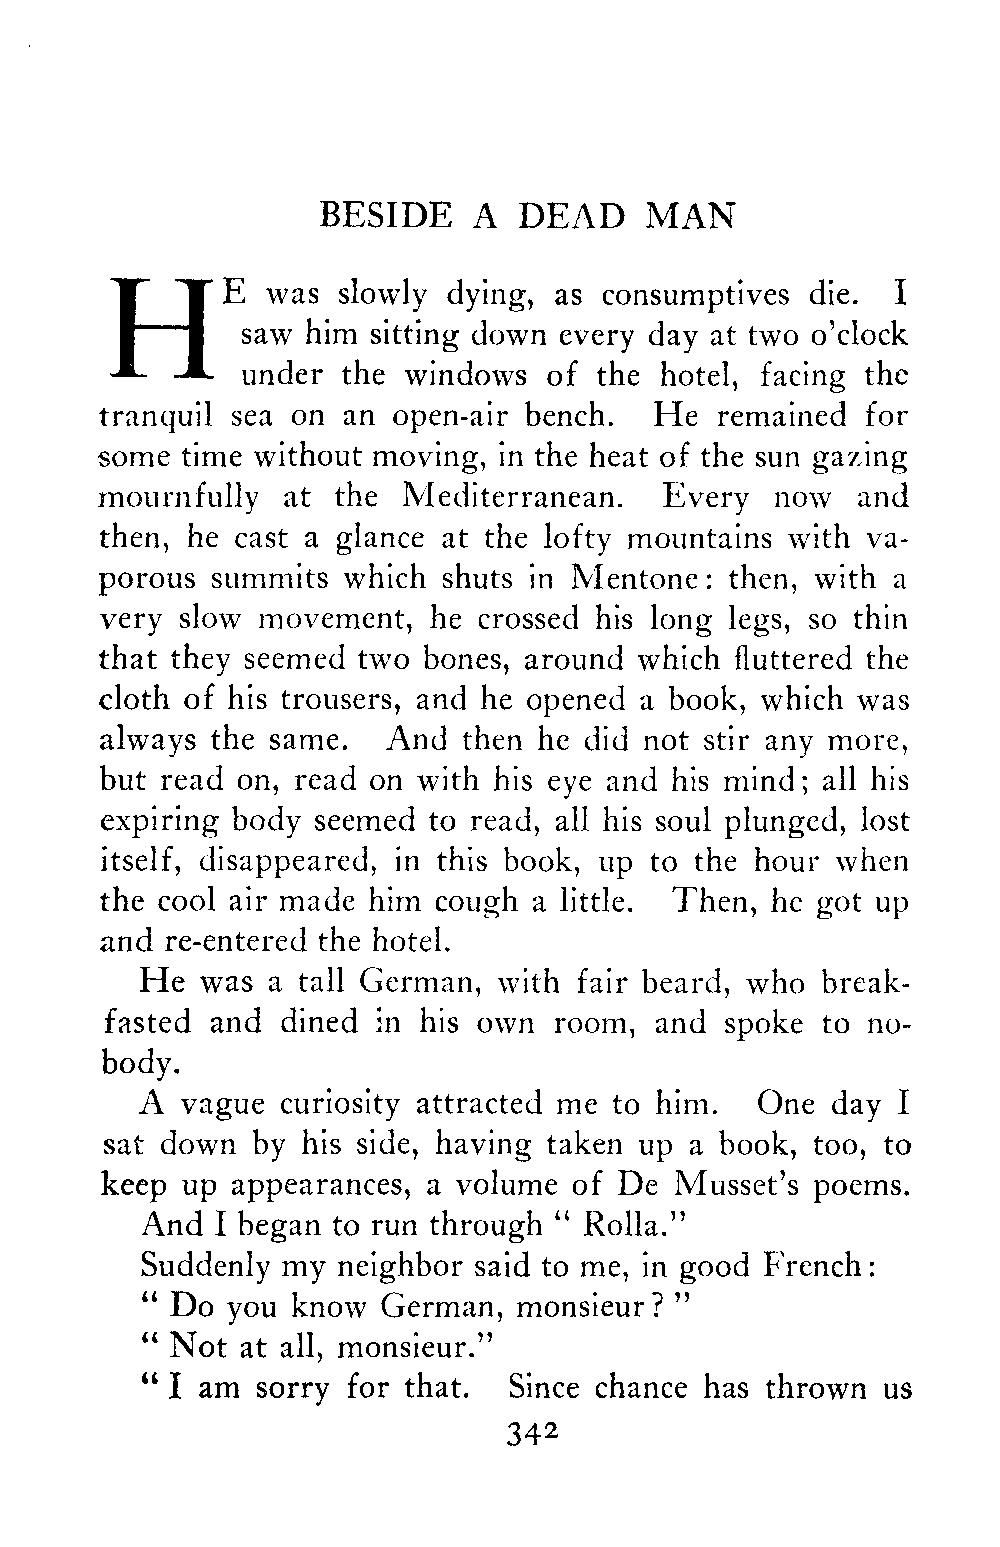 BESIDE A DEAD MAN
HE was slowly dying, as consumptives die. I
saw him sitting down every day at two o'clock
under the windows of the hotel, facing the
tranquil sea on an open-air bench. He remained for
some time without moving, in the heat of the sun gazing
mournfully at the Mediterranean. Every now and
then, he cast a glance at the lofty mountains with va-
porous summits which shuts in Mentone: then, with a
very slow movement, he crossed his long legs, so thin
that they seemed two bones, around which fluttered the
cloth of his trousers, and he opened a book, which was
always the same. And then he did not stir any more,
but read on, read on with his eye and his mind; all his
expiring body seemed to read, all his soul plunged, lost
itself, disappeared, in this book, up to the hour when
the cool air made him cough a little. Then, he got up
and re-entered the hotel.
He was a tall German, with fair beard, who break-
fasted and dined in his own room, and spoke to no-
body.
A vague curiosity attracted me to him. One day I
sat down by his side, having taken up a book, too, to
keep up appearances, a volume of De Musset's poems.
And I began to run through " Rolla."
Suddenly my neighbor said to me, in good French:
" Do you know German, monsieur? "
" Not at all, monsieur."
" I am sorry for that. Since chance has thrown us
342